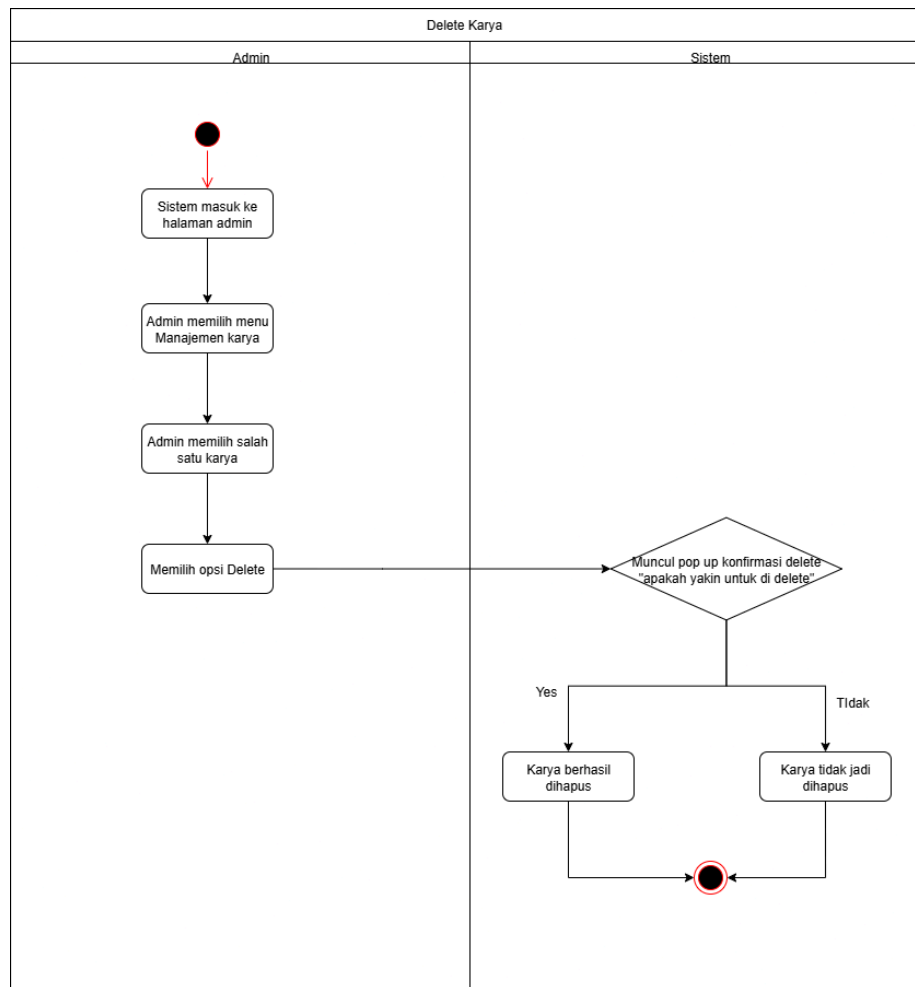 Delete Karya
Admin
Sistem
Sistem masuk ke
halaman admin
Admin memilih menu
Manajemen karya
Admin memilih salah
satu karya
Memilih opsi Delete
Muncul pop up konfirmasi delete
"apakah yakin untuk di delete"
Yes
TIdak
Karya berhasil
dihapus
Karya tidak jadi
dihapus